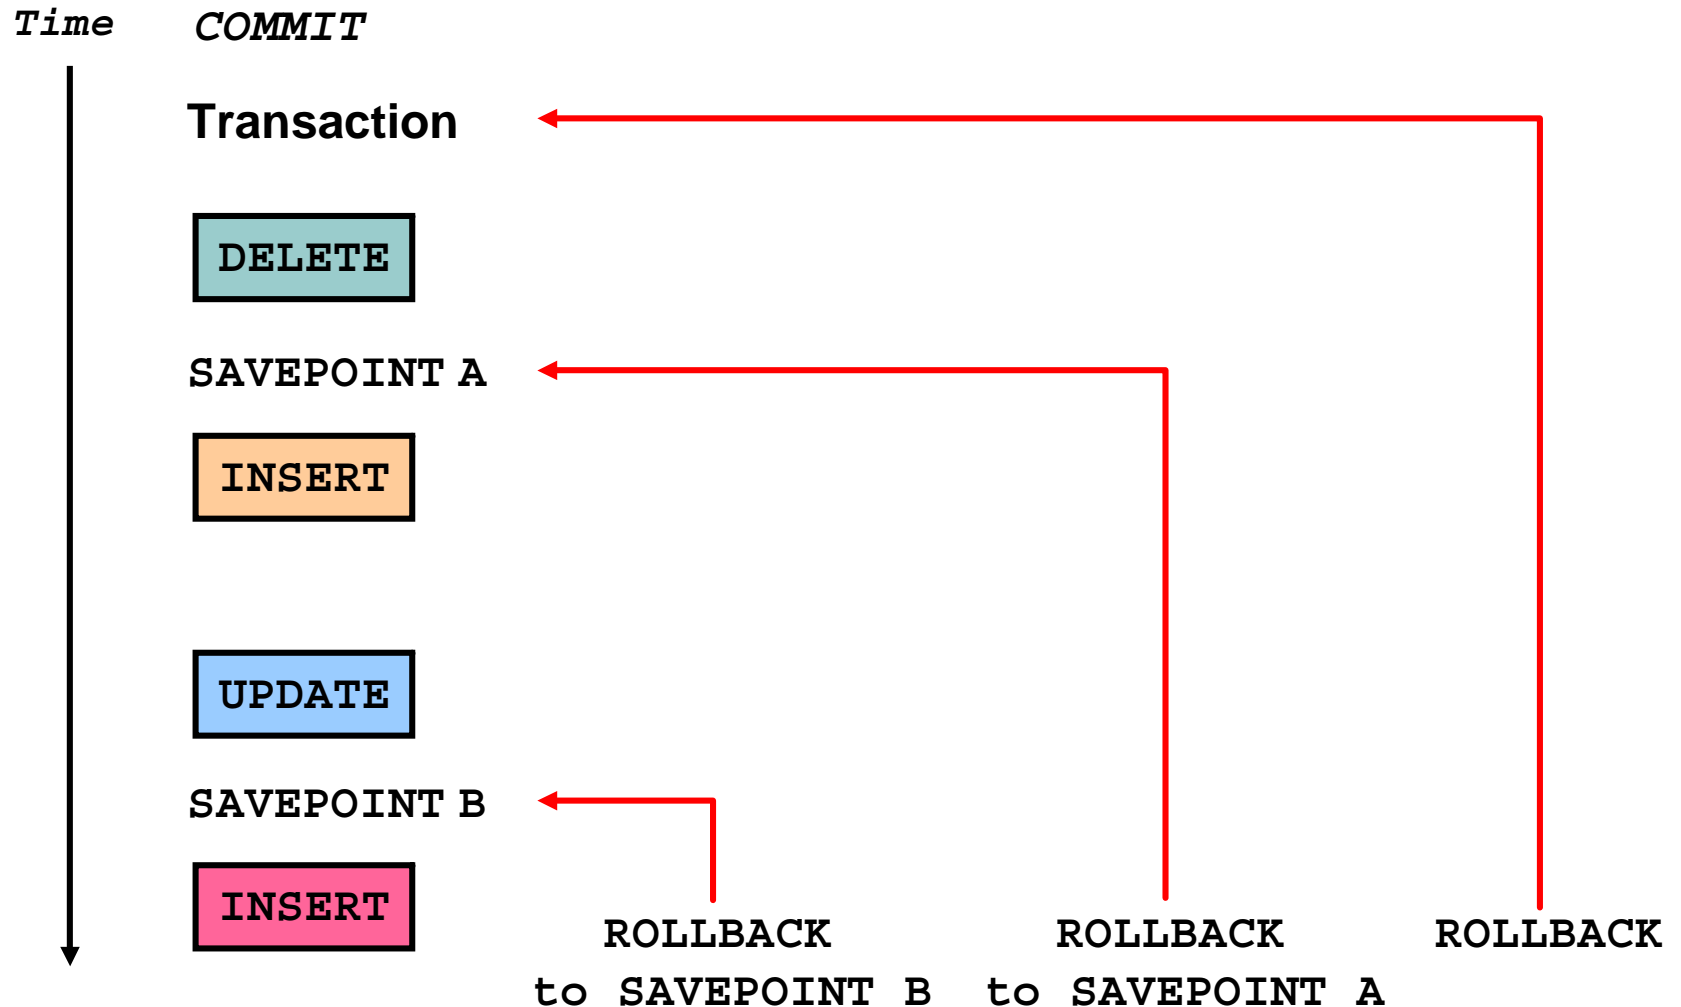 Time COMMIT
Transaction
DELETE
SAVEPOINT A
INSERT
UPDATE
SAVEPOINT B
INSERT
ROLLBACK
to SAVEPOINT B
ROLLBACK
to SAVEPOINT A
ROLLBACK